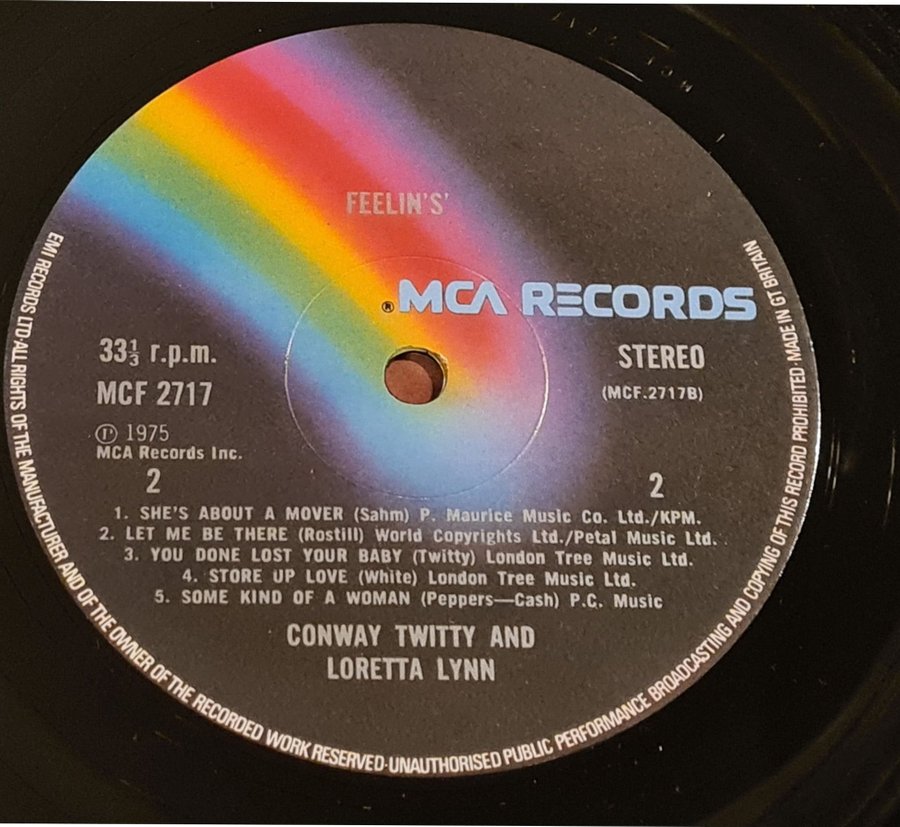 FEELIN'S'
® MCA RECORDS
33⅓ r.p.m.
MCF 2717
STEREO
(MCF.2717B)
Ⓟ 1975
MCA Records Inc.
2
2
1. SHE'S ABOUT A MOVER (Sahm) P. Maurice Music Co. Ltd./KPM.
2. LET ME BE THERE (Rostill) World Copyrights Ltd./Petal Music Ltd.
3. YOU DONE LOST YOUR BABY (Twitty) London Tree Music Ltd.
4. STORE UP LOVE (White) London Tree Music Ltd.
5. SOME KIND OF A WOMAN (Peppers—Cash) P.C. Music
CONWAY TWITTY AND
LORETTA LYNN
EMI RECORDS LTD·ALL RIGHTS OF THE MANUFACTURER AND OF THE OWNER OF THE RECORDED WORK RESERVED·UNAUTHORISED PUBLIC PERFORMANCE BROADCASTING AND COPYING OF THIS RECORD PROHIBITED·MADE IN GT BRITAIN